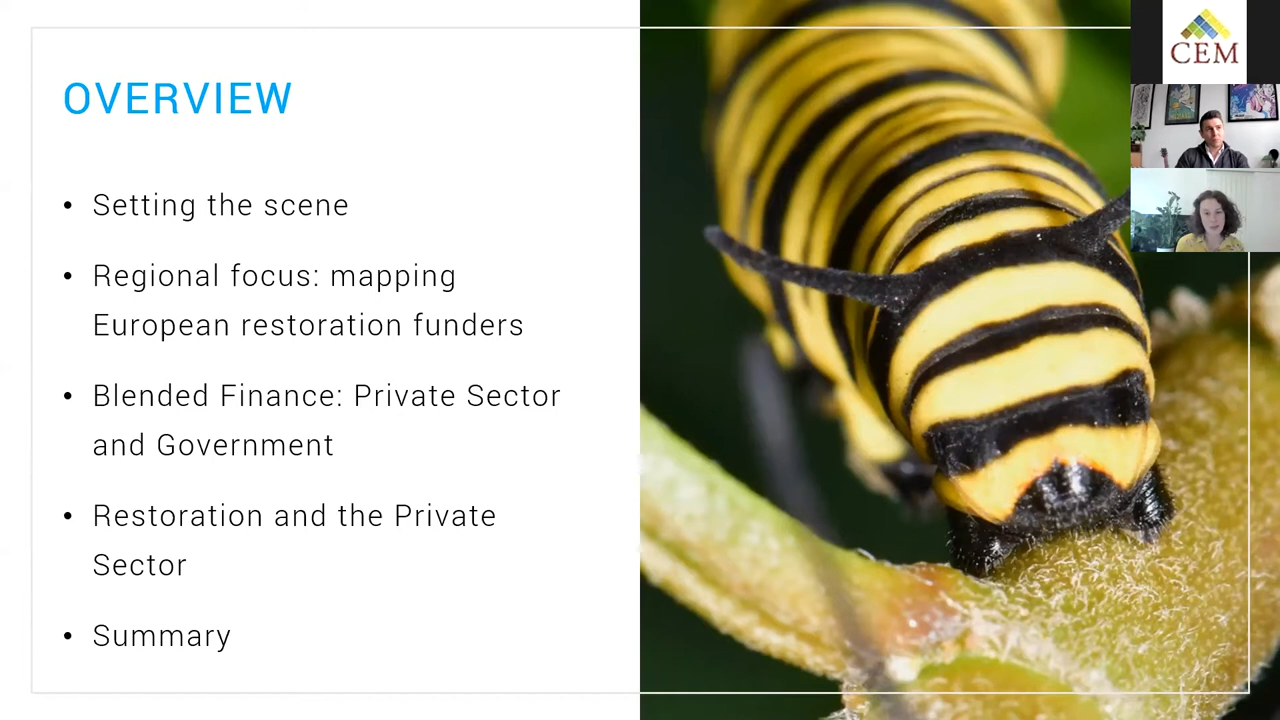 OVERVIEW
• Setting the scene
• Regional focus: mapping
European restoration funders
• Blended Finance: Private Sector
and Government
• Restoration and the Private
Sector
• Summary
CEM